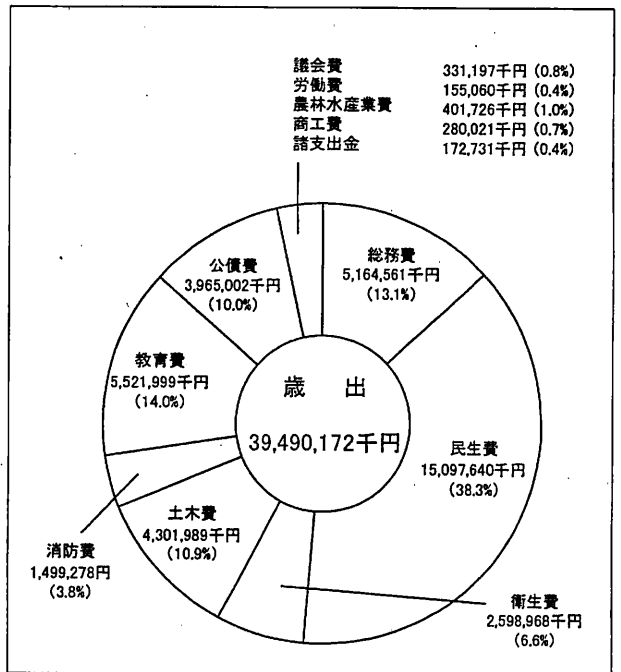 議会費 331,197千円 (0.8%)
労働費 155,060千円 (0.4%)
農林水産業費 401,726千円 (1.0%)
商工費 280,021千円 (0.7%)
諸支出金 172,731千円 (0.4%)
総務費
5,164,561千円
(13.1%)
民生費
15,097,640千円
(38.3%)
衛生費
2,598,968千円
(6.6%)
土木費
4,301,989千円
(10.9%)
消防費
1,499,278円
(3.8%)
教育費
5,521,999千円
(14.0%)
公債費
3,965,002千円
(10.0%)
歳 出
39,490,172千円